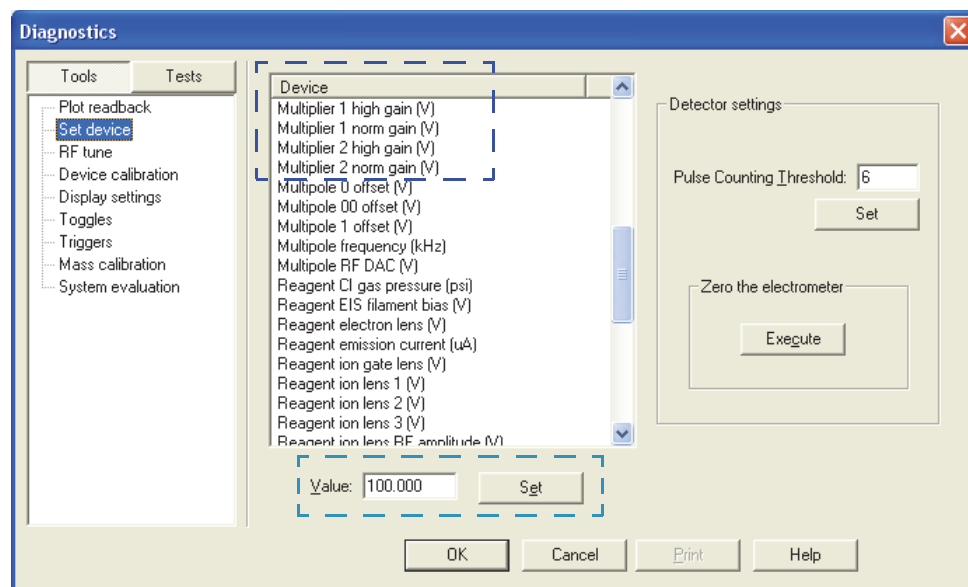 Diagnostics
Tools Tests
Plot readback
Set device
RF tune
Device calibration
Display settings
Toggles
Triggers
Mass calibration
System evaluation
Device
Multiplier 1 high gain (V)
Multiplier 1 norm gain (V)
Multiplier 2 high gain (V)
Multiplier 2 norm gain (V)
Multipole 0 offset (V)
Multipole 00 offset (V)
Multipole 1 offset (V)
Multipole frequency (kHz)
Multipole RF DAC (V)
Reagent CI gas pressure (psi)
Reagent EIS filament bias (V)
Reagent electron lens (V)
Reagent emission current (uA)
Reagent ion gate lens (V)
Reagent ion lens 1 (V)
Reagent ion lens 2 (V)
Reagent ion lens 3 (V)
Reagent ion lens RF amplitude (V)
Value: 100.000 Set
Detector settings
Pulse Counting Threshold: 6
Set
Zero the electrometer
Execute
OK Cancel Print Help